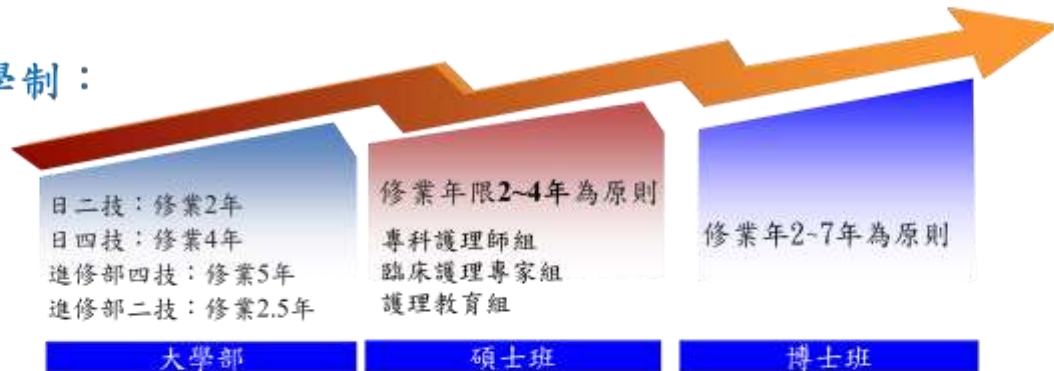 學制：
日二技：修業2年
日四技：修業4年
進修部四技：修業5年
進修部二技：修業2.5年
大學部
修業年限2~4年為原則
專科護理師組
臨床護理專家組
護理教育組
碩士班
修業年2~7年為原則
博士班